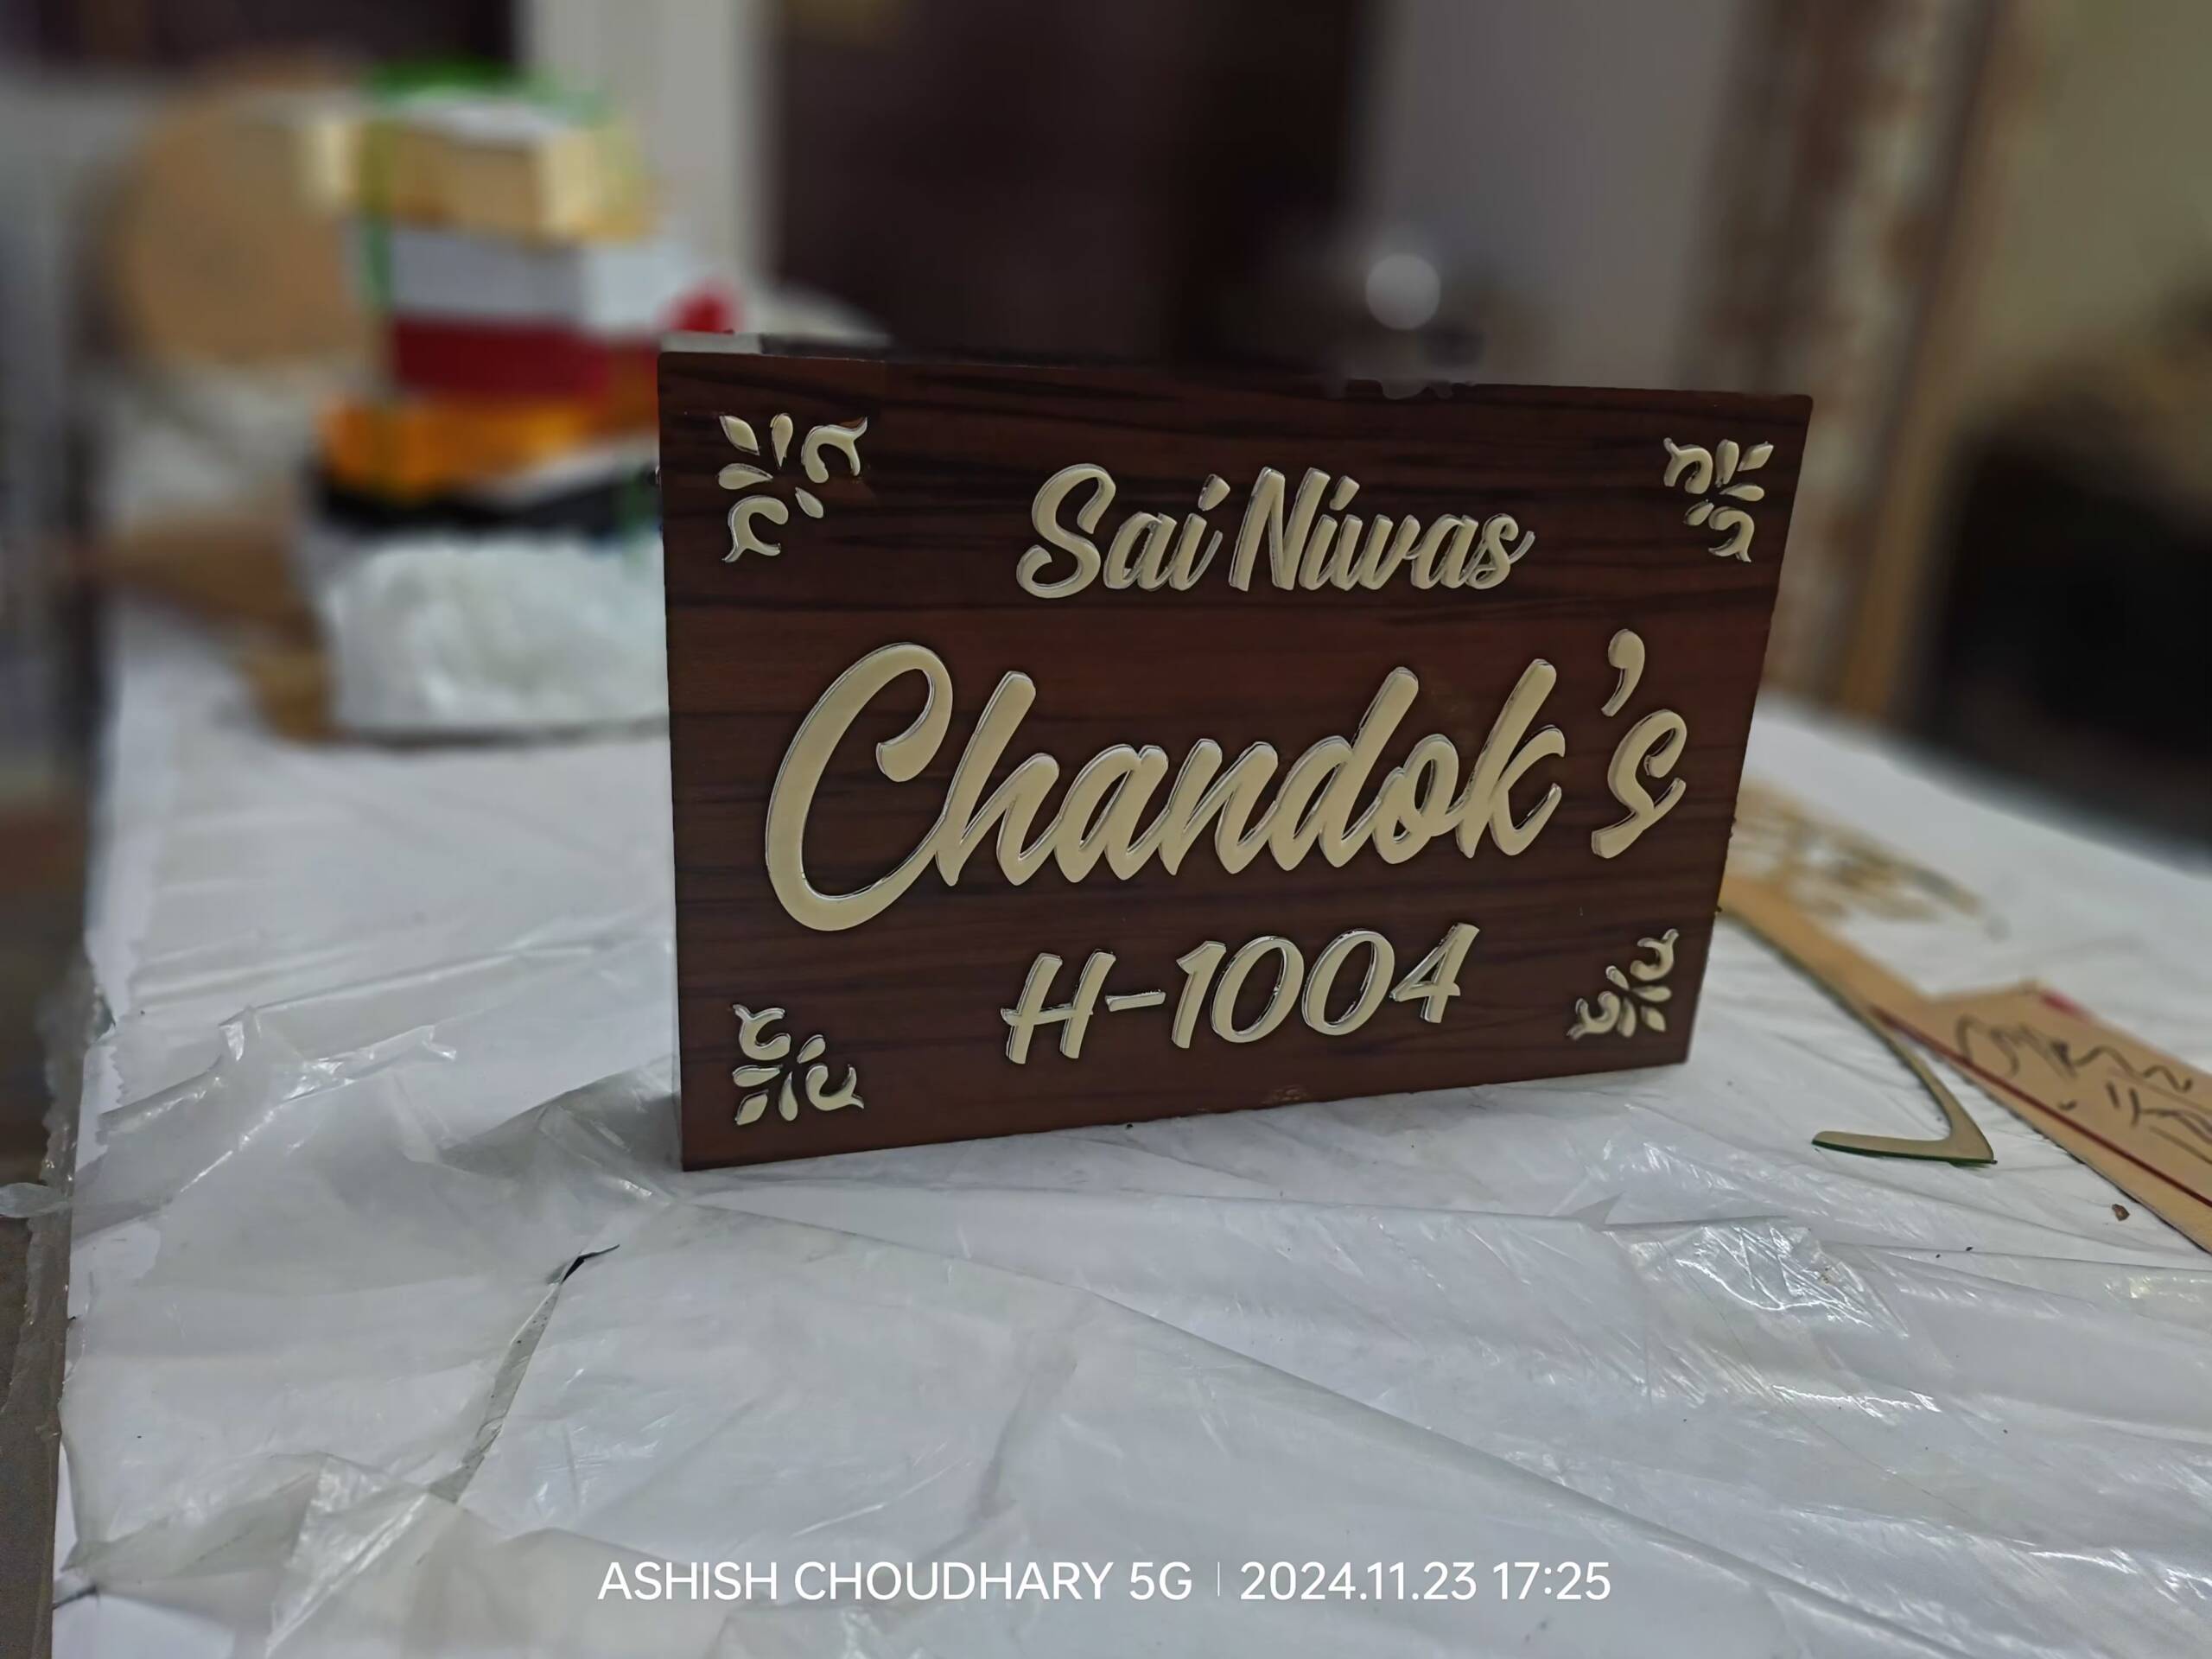 Sai Niwas
Chandok's
H-1004
ASHISH CHOUDHARY 5G | 2024.11.23 17:25